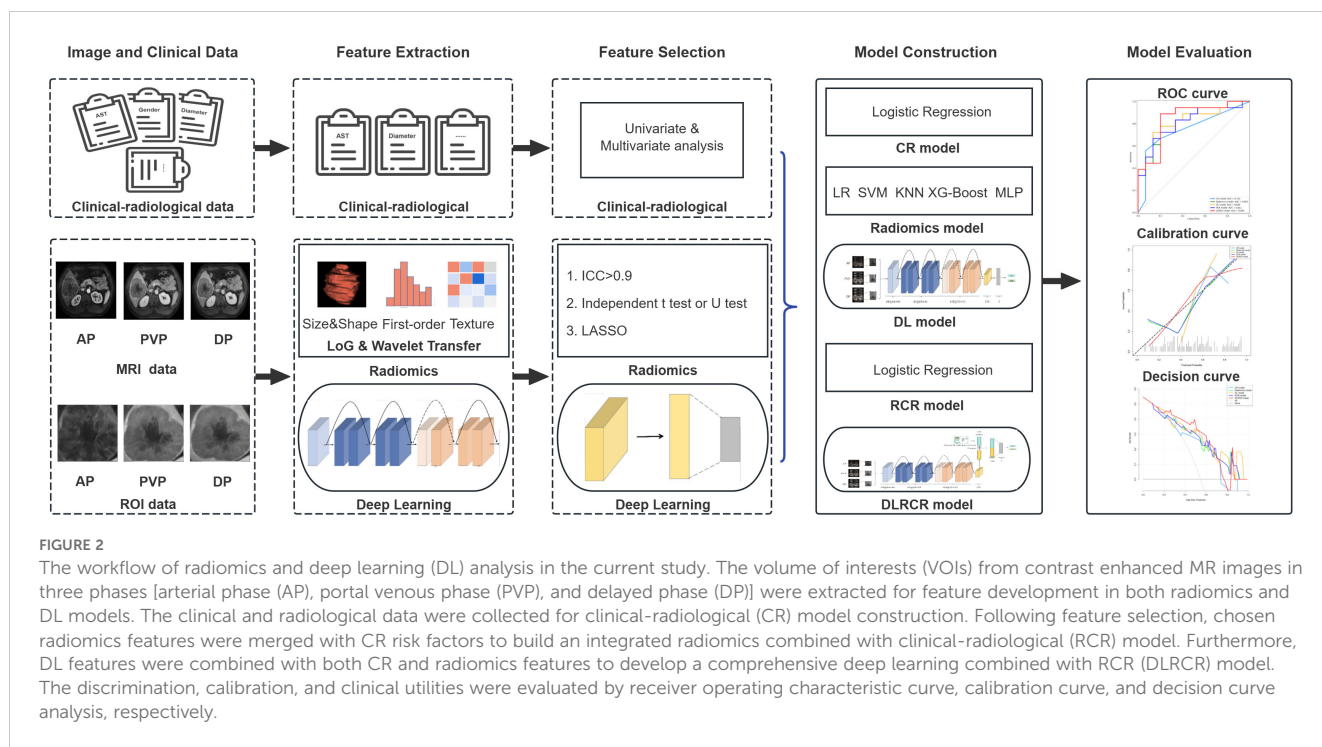 Image and Clinical Data
Feature Extraction
Feature Selection
Model Construction
Model Evaluation
AST
Gender
Diameter
Clinical-radiological data
AST
Diameter
Clinical-radiological
Univariate &
Multivariate analysis
Clinical-radiological
AP PVP DP
MRI data
AP PVP DP
ROI data
Size&Shape First-order Texture
LoG & Wavelet Transfer
Radiomics
Deep Learning
1. ICC>0.9
2. Independent t test or U test
3. LASSO
Radiomics
Deep Learning
Logistic Regression
CR model
LR SVM KNN XG-Boost MLP
Radiomics model
DL model
Logistic Regression
RCR model
DLRCR model
ROC curve
Calibration curve
Decision curve
FIGURE 2
The workflow of radiomics and deep learning (DL) analysis in the current study. The volume of interests (VOIs) from contrast enhanced MR images in
three phases [arterial phase (AP), portal venous phase (PVP), and delayed phase (DP)] were extracted for feature development in both radiomics and
DL models. The clinical and radiological data were collected for clinical-radiological (CR) model construction. Following feature selection, chosen
radiomics features were merged with CR risk factors to build an integrated radiomics combined with clinical-radiological (RCR) model. Furthermore,
DL features were combined with both CR and radiomics features to develop a comprehensive deep learning combined with RCR (DLRCR) model.
The discrimination, calibration, and clinical utilities were evaluated by receiver operating characteristic curve, calibration curve, and decision curve
analysis, respectively.